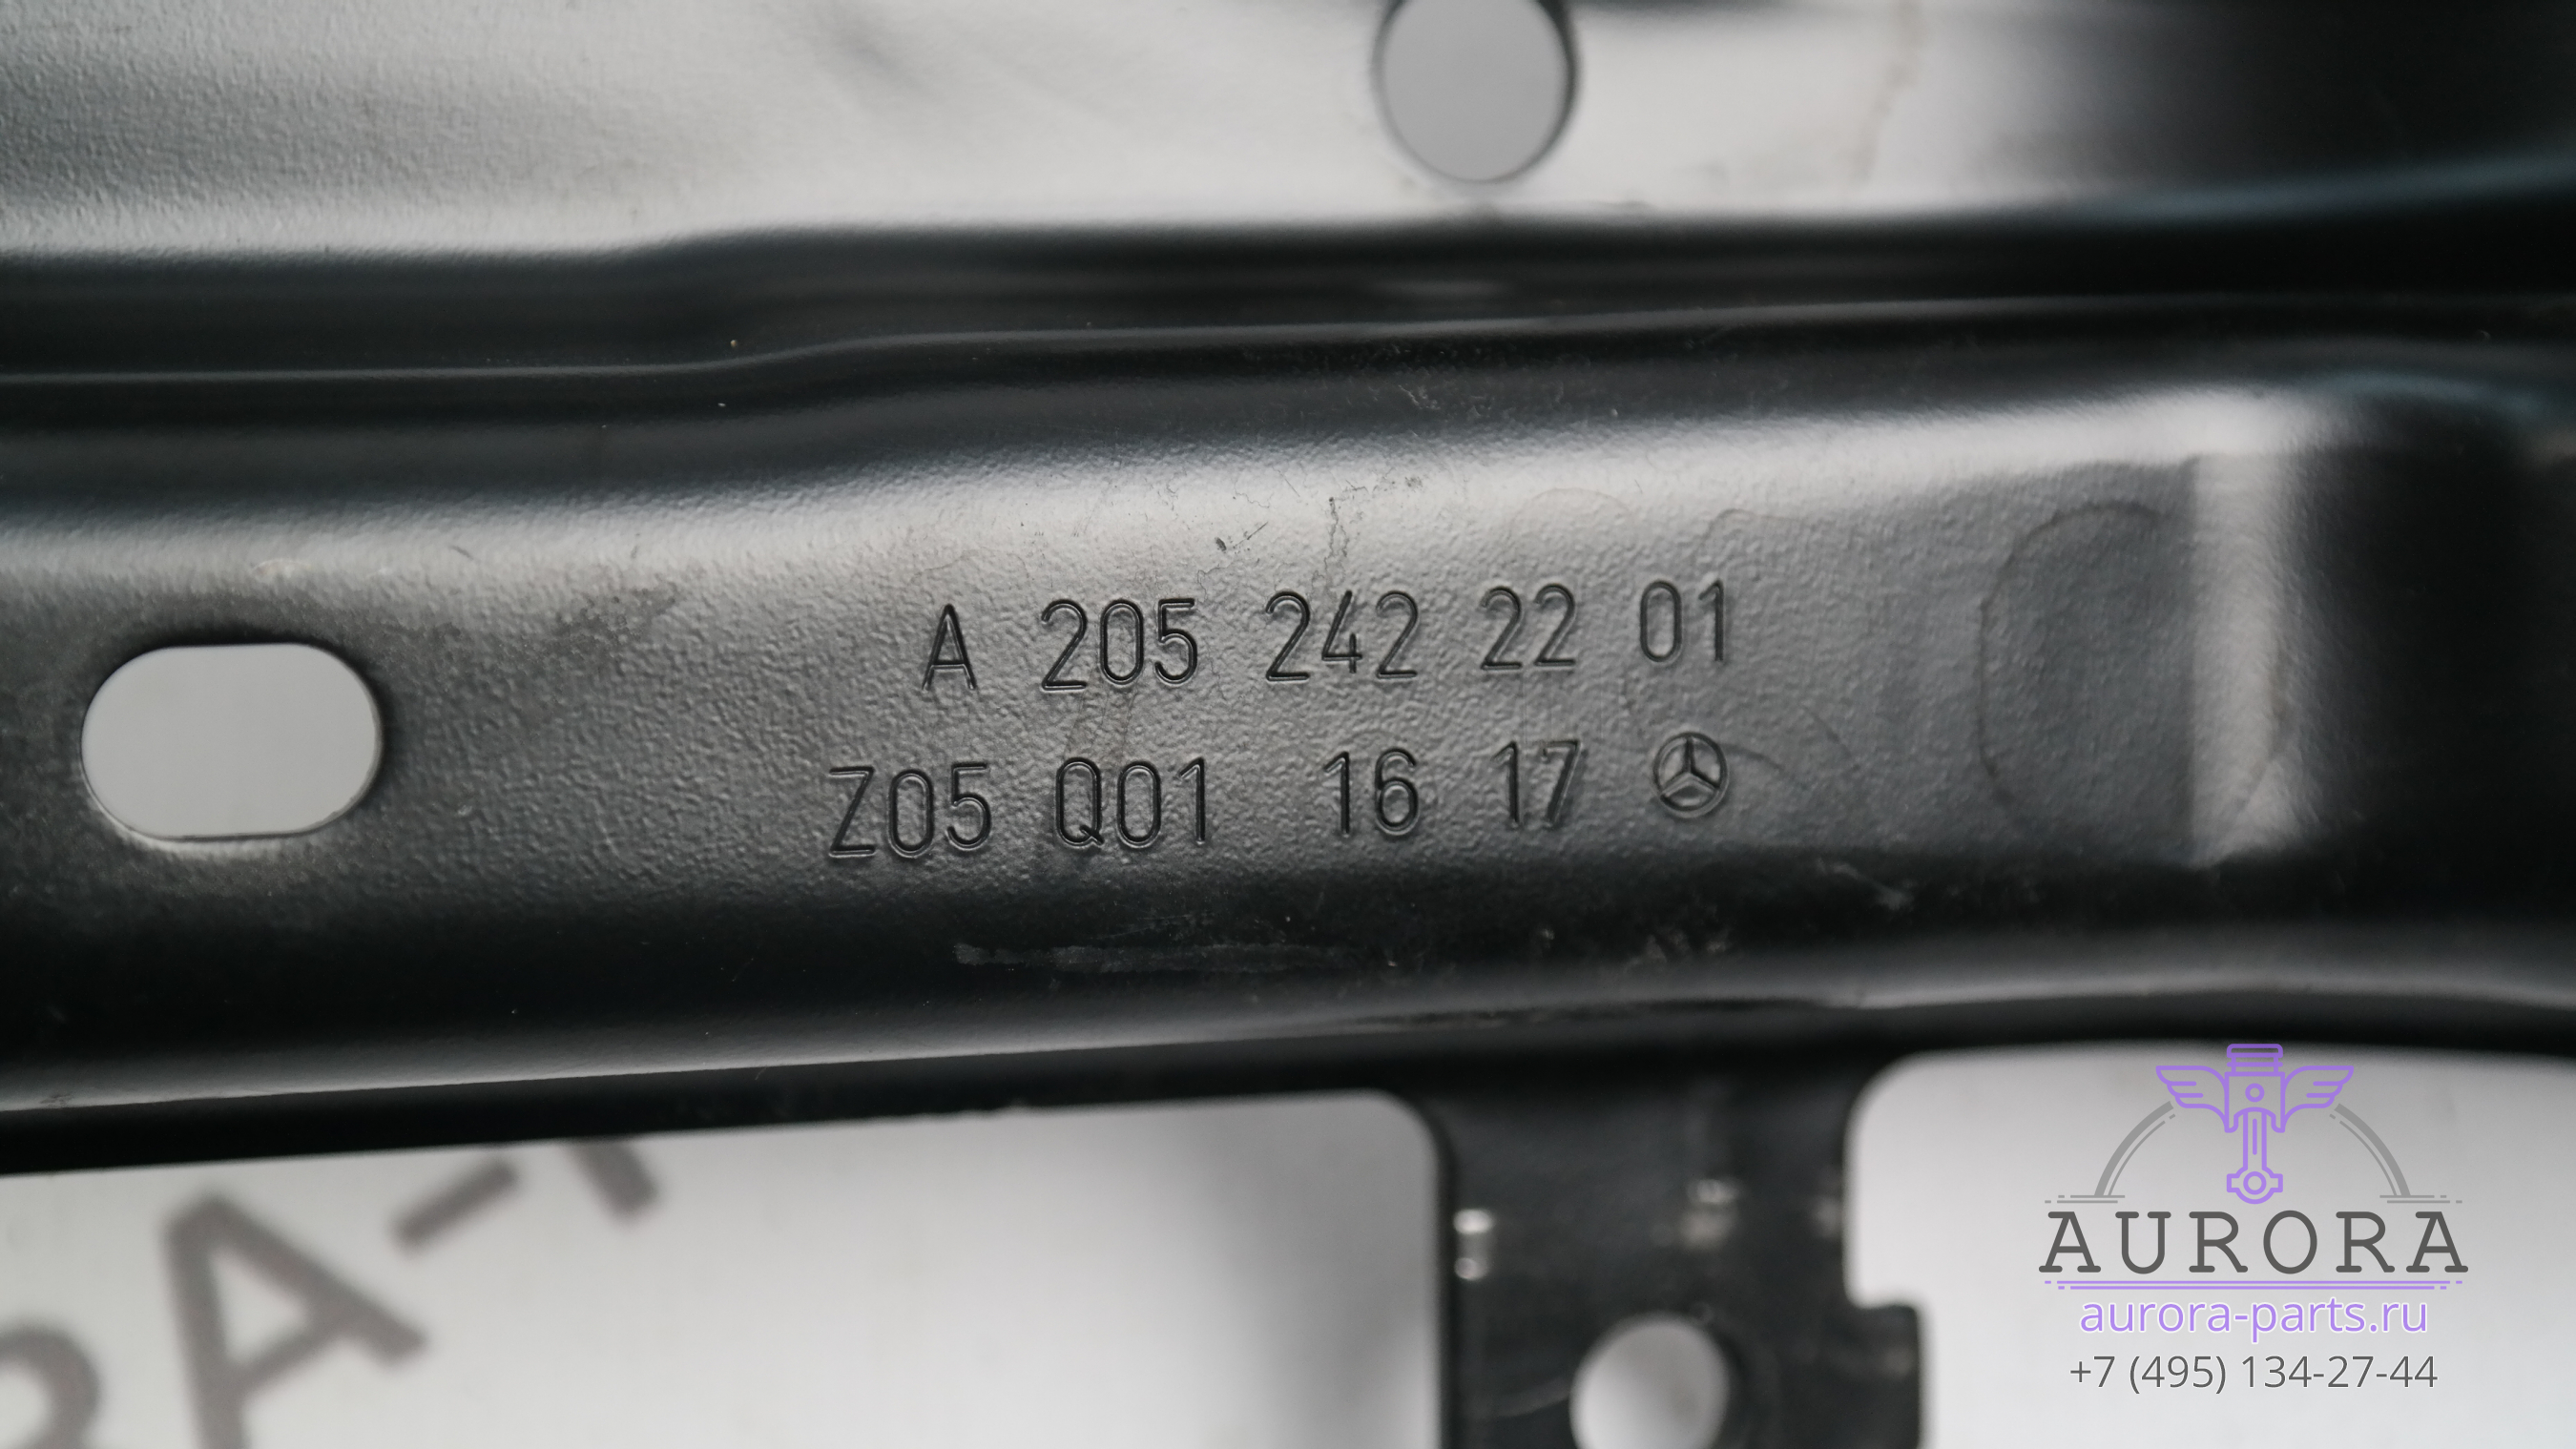 A 205 242 22 01
Z05 Q01 16 17
AURORA
aurora-parts.ru
+7 (495) 134-27-44